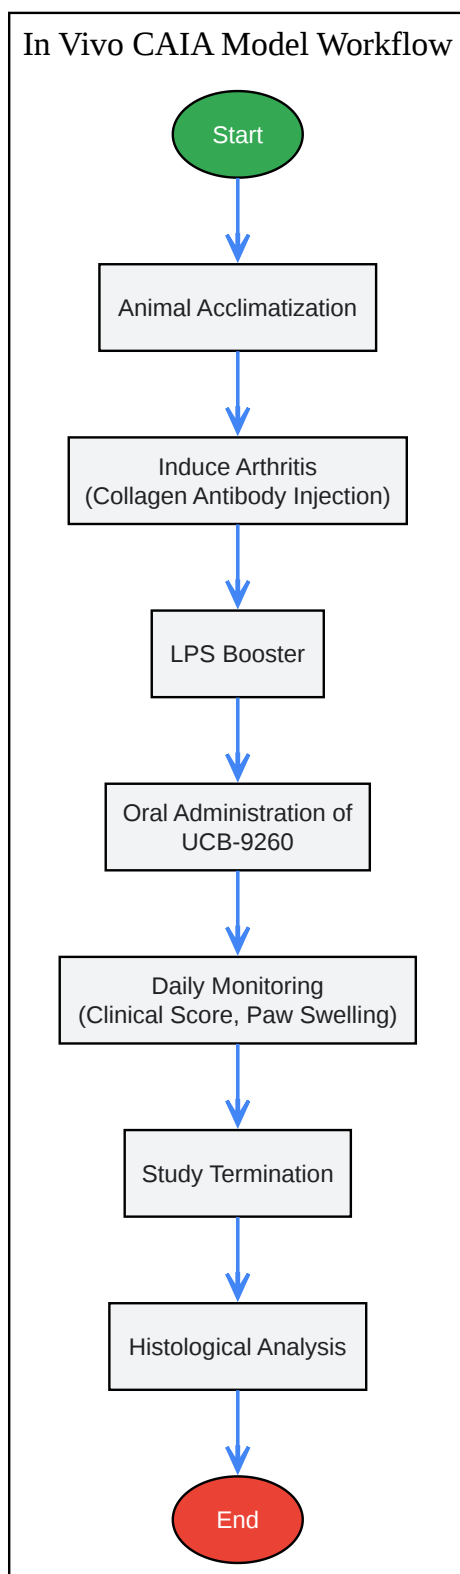 In Vivo CAIA Model Workflow
Start
Animal Acclimatization
Induce Arthritis
(Collagen Antibody Injection)
LPS Booster
Oral Administration of
UCB-9260
Daily Monitoring
(Clinical Score, Paw Swelling)
Study Termination
Histological Analysis
End